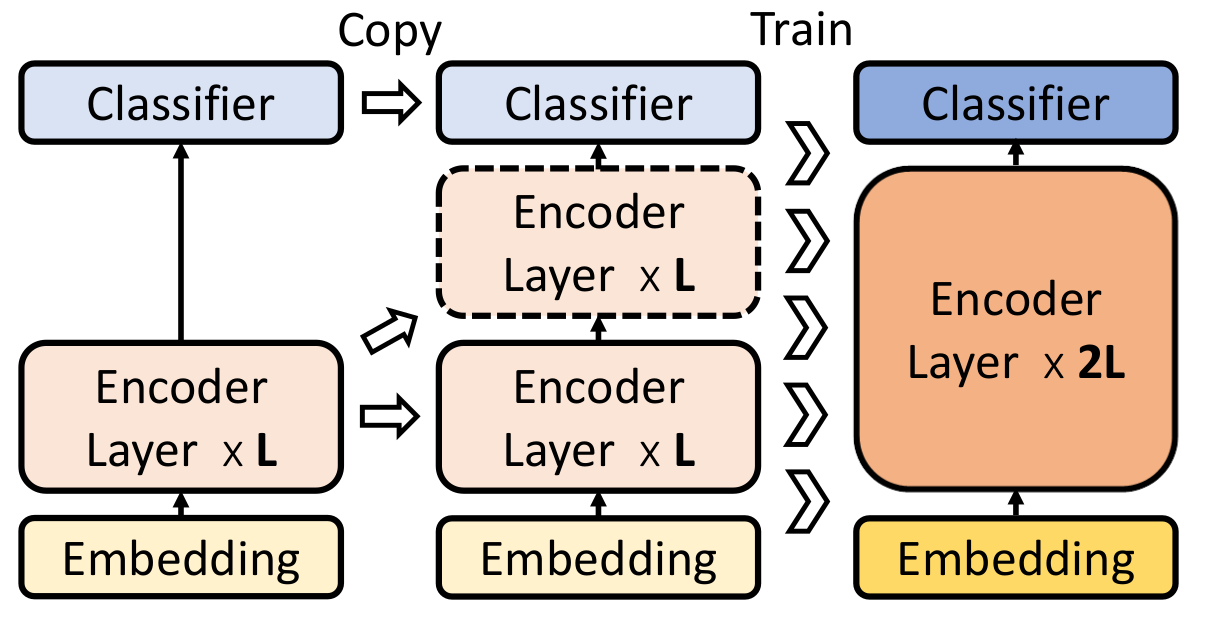 Copy
Train
Classifier
Classifier
Classifier
Encoder
Layer x L
Encoder
Layer x L
Encoder
Layer x L
Encoder
Layer x 2L
Embedding
Embedding
Embedding